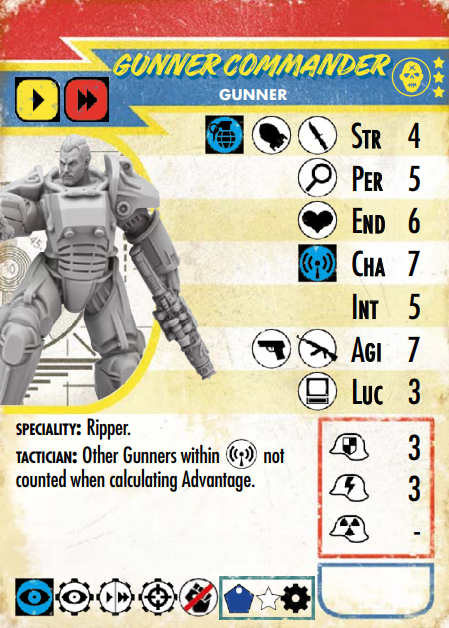 GUNNER COMMANDER
GUNNER
STR 4
PER 5
END 6
CHA 7
INT 5
AGI 7
LUC 3
45.
SPECIALITY: Ripper.
TACTICIAN: Other Gunners within not
counted when calculating Advantage.
3
3
-